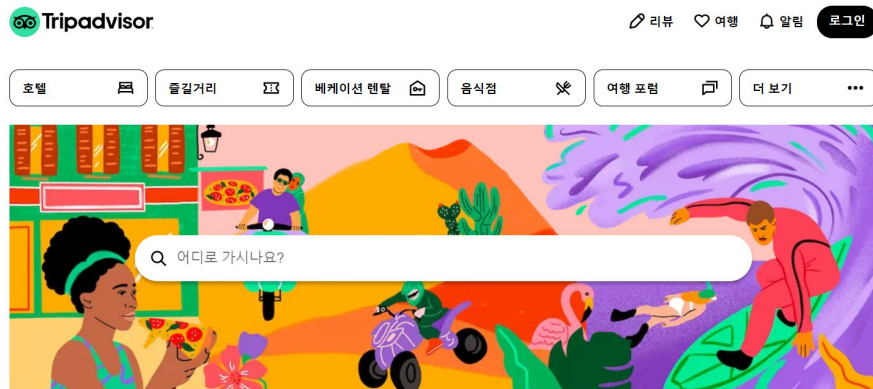 Tripadvisor
리뷰
여행
알림
로그인
호텔
즐길거리
베케이션 렌탈
음식점
여행 포럼
더 보기
어디로 가시나요?